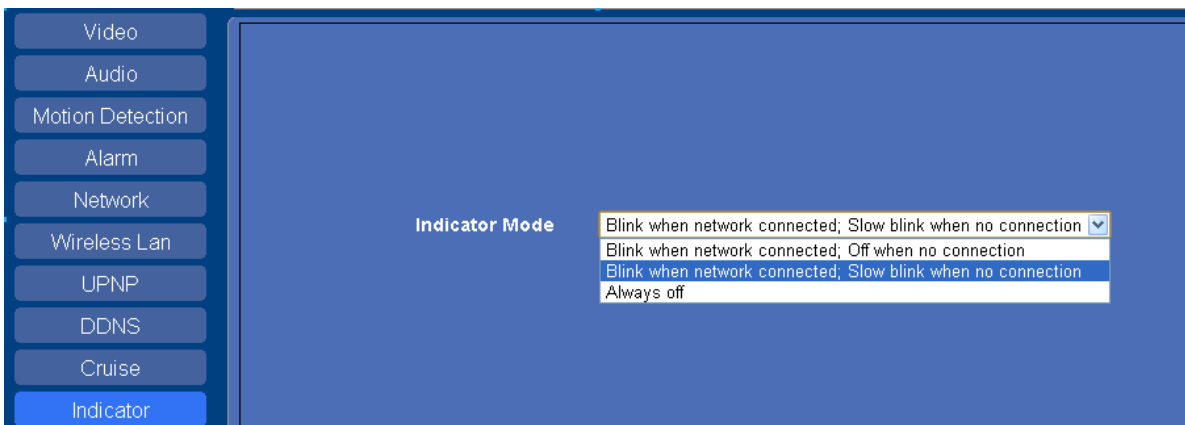 Video
Audio
Motion Detection
Alarm
Network
Wireless Lan
UPNP
DDNS
Cruise
Indicator
Indicator Mode
Blink when network connected; Slow blink when no connection
Blink when network connected; Off when no connection
Blink when network connected; Slow blink when no connection
Always off